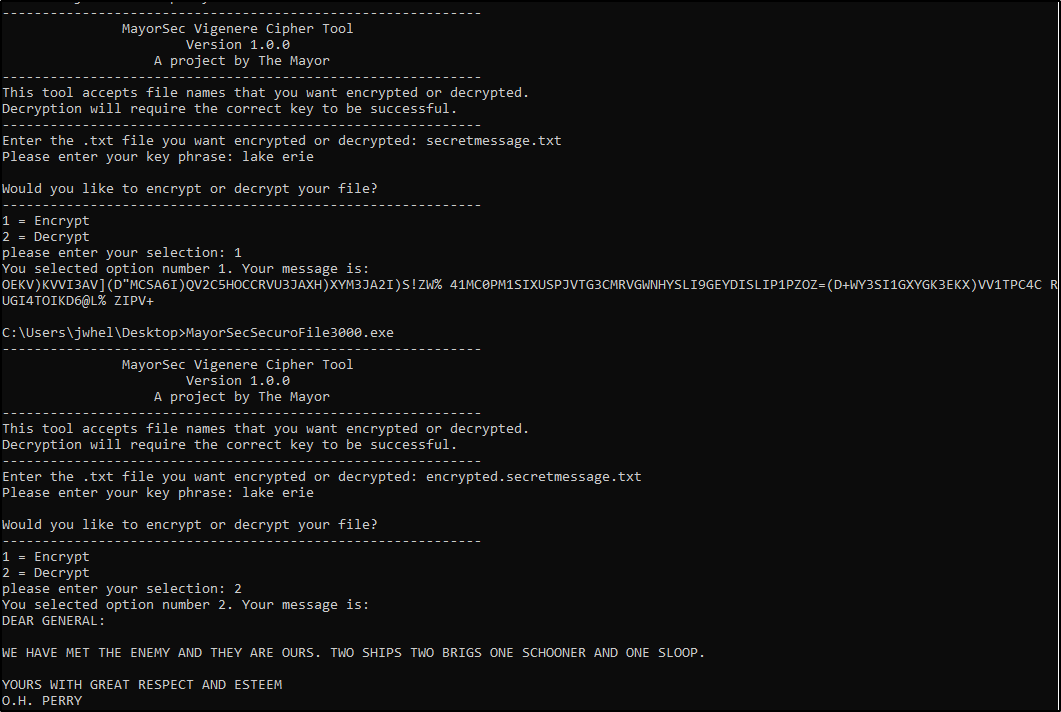 ------------------------------------------------------------
MayorSec Vigenere Cipher Tool
Version 1.0.0
A project by The Mayor
------------------------------------------------------------
This tool accepts file names that you want encrypted or decrypted.
Decryption will require the correct key to be successful.
------------------------------------------------------------
Enter the .txt file you want encrypted or decrypted: secretmessage.txt
Please enter your key phrase: lake erie

Would you like to encrypt or decrypt your file?
------------------------------------------------------------
1 = Encrypt
2 = Decrypt
please enter your selection: 1
You selected option number 1. Your message is:
OEKV)KVVI3AV](D"MCSA6I)QV2C5HOCCRVU3JAXH)XYM3JA2I)S!ZW% 41MC0PM1SIXUSPJVTG3CMRVGWNHYSLI9GEYDISLIP1PZOZ=(D+WY3SI1GXYGK3EKX)VV1TPC4C R
UGI4TOIKD6@L% ZIPV+

C:\Users\jwhel\Desktop>MayorSecSecuroFile3000.exe
------------------------------------------------------------
MayorSec Vigenere Cipher Tool
Version 1.0.0
A project by The Mayor
------------------------------------------------------------
This tool accepts file names that you want encrypted or decrypted.
Decryption will require the correct key to be successful.
------------------------------------------------------------
Enter the .txt file you want encrypted or decrypted: encrypted.secretmessage.txt
Please enter your key phrase: lake erie

Would you like to encrypt or decrypt your file?
------------------------------------------------------------
1 = Encrypt
2 = Decrypt
please enter your selection: 2
You selected option number 2. Your message is:
DEAR GENERAL:

WE HAVE MET THE ENEMY AND THEY ARE OURS. TWO SHIPS TWO BRIGS ONE SCHOONER AND ONE SLOOP.

YOURS WITH GREAT RESPECT AND ESTEEM
O.H. PERRY